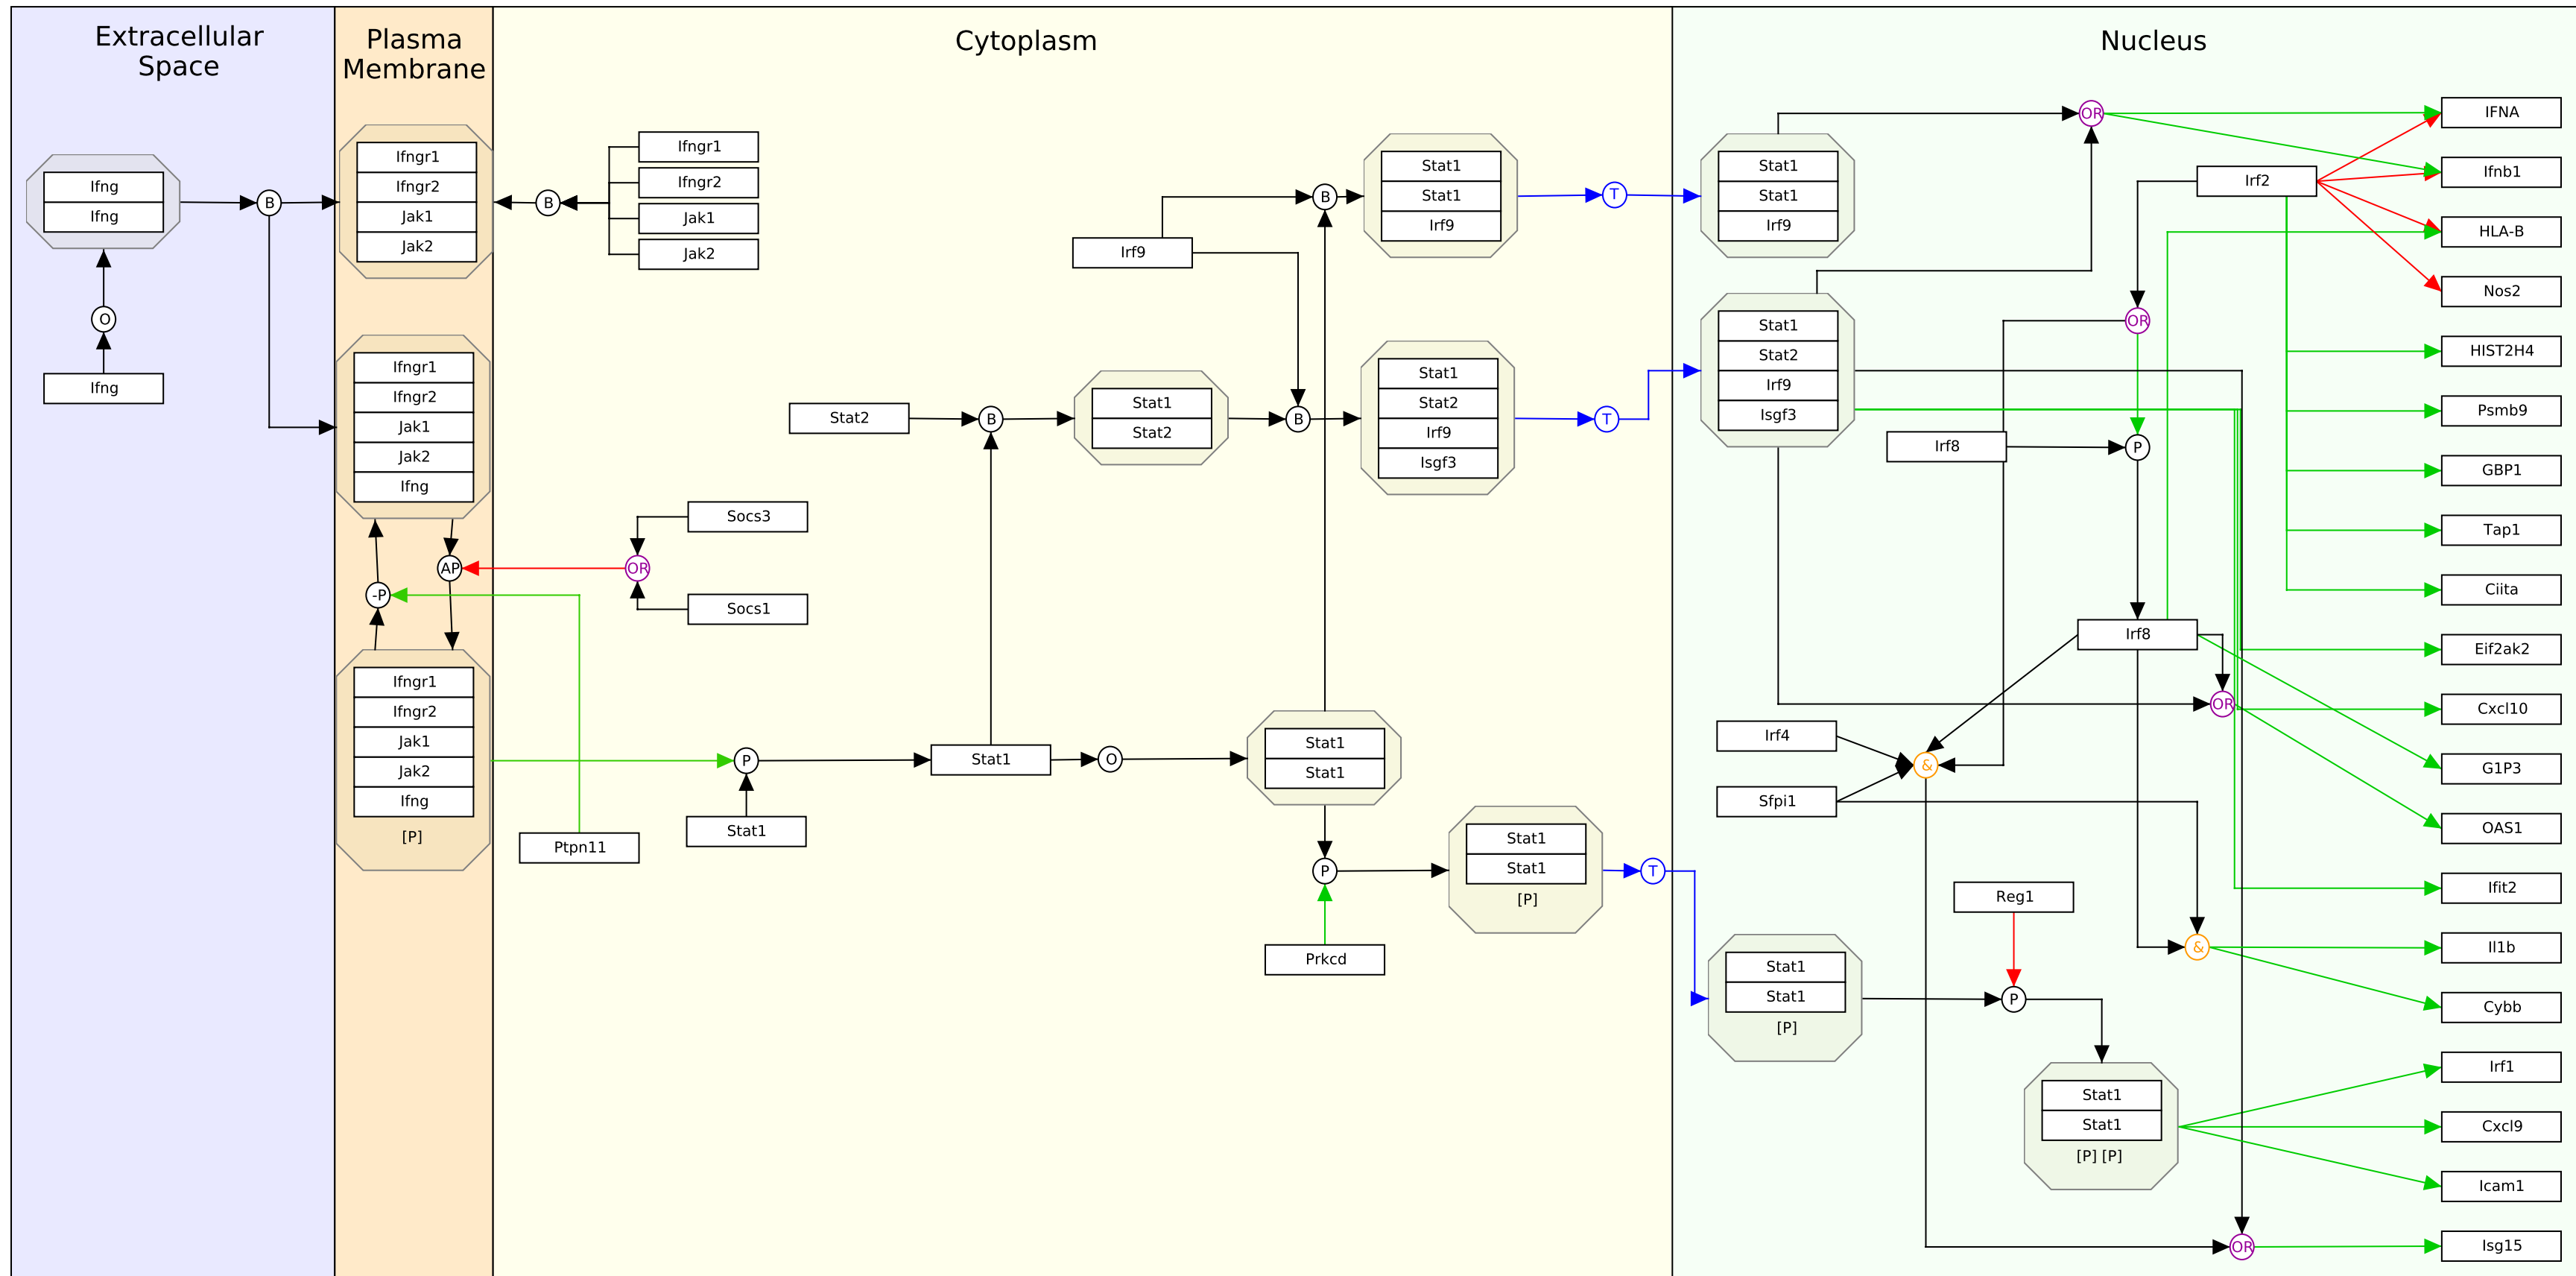 Extracellular
Space
Ifng
Ifng
B
O
Ifng
Plasma
Membrane
Ifngr1
Ifngr2
Jak1
Jak2
Ifngr1
Ifngr2
Jak1
Jak2
Ifng
AP
-P
Ifngr1
Ifngr2
Jak1
Jak2
Ifng
[P]
Cytoplasm
B
Ifngr1
Ifngr2
Jak1
Jak2
Socs3
OR
Socs1
Ptpn11
P
Stat1
Stat2
B
Stat1
O
Irf9
Stat1
Stat2
B
B
Stat1
Stat1
Irf9
T
Stat1
Stat2
Irf9
Isgf3
T
Stat1
Stat1
P
Prkcd
Stat1
Stat1
[P]
T
Nucleus
Stat1
Stat1
Irf9
OR
Stat1
Stat2
Irf9
Isgf3
Irf2
OR
Irf8
P
Irf8
OR
Irf4
&
Sfpi1
Reg1
&
Stat1
Stat1
[P]
P
Stat1
Stat1
[P] [P]
OR
IFNA
Ifnb1
HLA-B
Nos2
HIST2H4
Psmb9
GBP1
Tap1
Ciita
Eif2ak2
Cxcl10
G1P3
OAS1
Ifit2
Il1b
Cybb
Irf1
Cxcl9
Icam1
Isg15